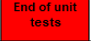 End of unit
tests